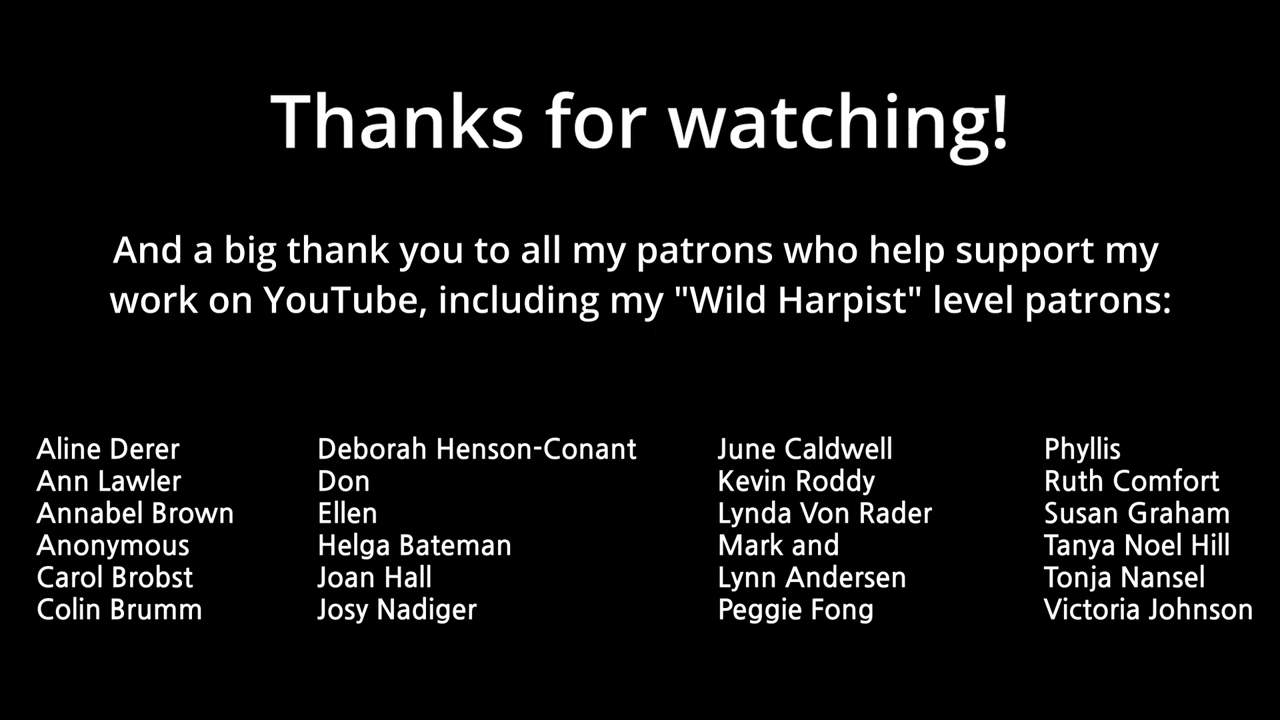 Thanks for watching!
And a big thank you to all my patrons who help support my
work on YouTube, including my "Wild Harpist" level patrons:
Aline Derer
Ann Lawler
Annabel Brown
Anonymous
Carol Brobst
Colin Brumm
Deborah Henson-Conant
Don
Ellen
Helga Bateman
Joan Hall
Josy Nadiger
June Caldwell
Kevin Roddy
Lynda Von Rader
Mark and
Lynn Andersen
Peggie Fong
Phyllis
Ruth Comfort
Susan Graham
Tanya Noel Hill
Tonja Nansel
Victoria Johnson